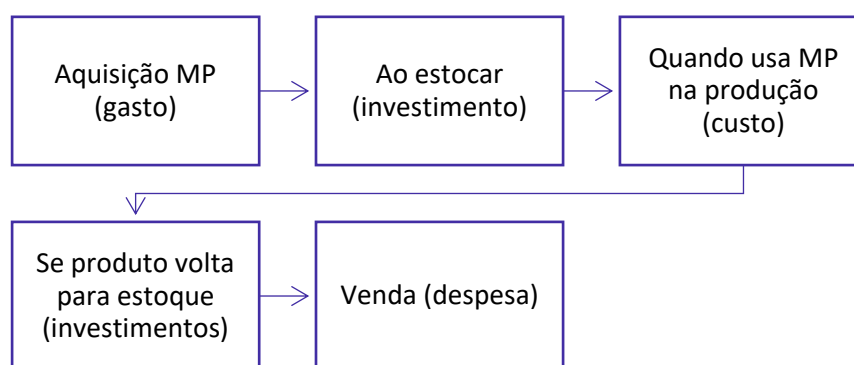 Aquisição MP
(gasto)
Ao estocar
(investimento)
Quando usa MP
na produção
(custo)
Se produto volta
para estoque
(investimentos)
Venda (despesa)